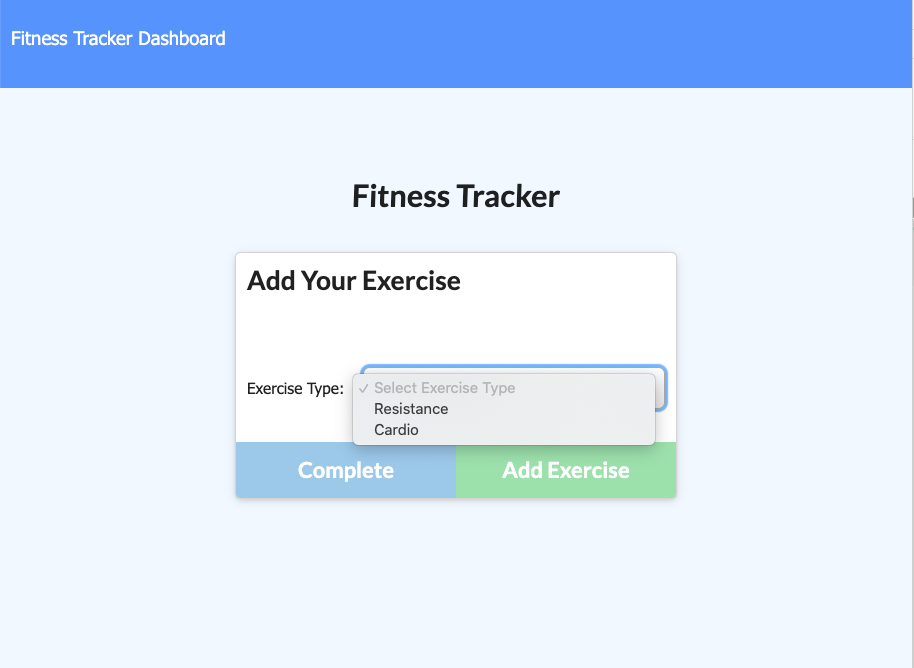 Fitness Tracker Dashboard
Fitness Tracker
Add Your Exercise
Exercise Type:
✓ Select Exercise Type
Resistance
Cardio
Complete
Add Exercise